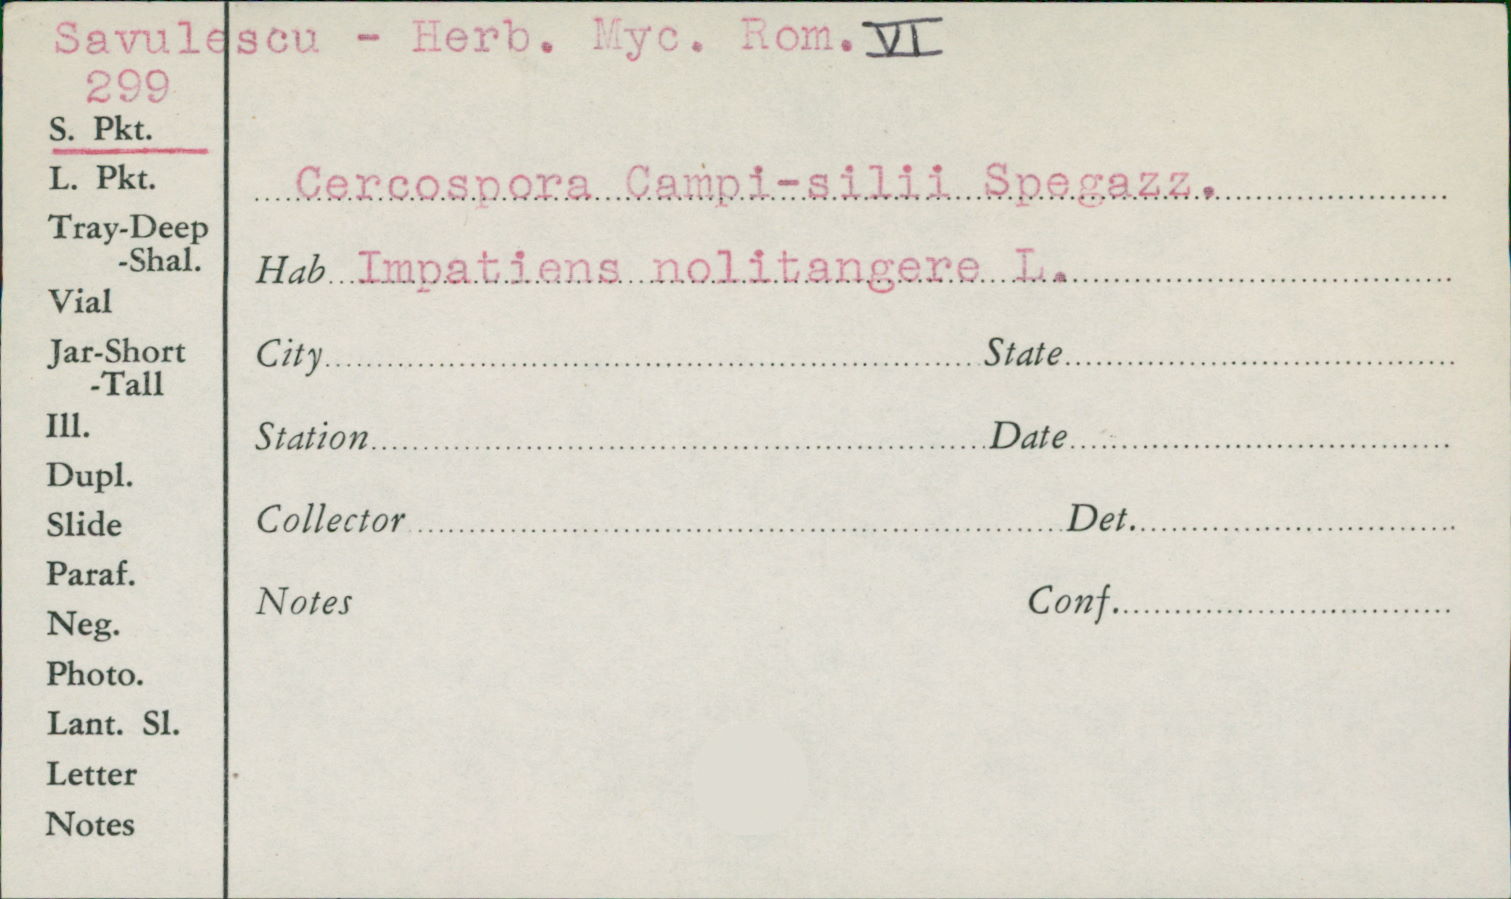 Savulescu - Herb. Myc. Rom. VI
299
S. Pkt.
L. Pkt.
Tray-Deep
-Shal.
Vial
Jar-Short
-Tall
Ill.
Dupl.
Slide
Paraf.
Neg.
Photo.
Lant. Sl.
Letter
Notes
Cercospora Campi-silii Spegazz.
Hab Impatiens nolitangere L.
City State
Station Date
Collector Det.
Notes Conf.